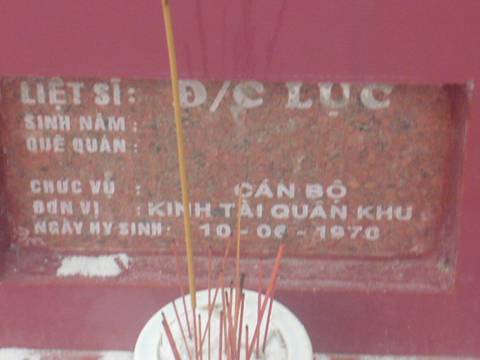 LIỆT SĨ: Đ/C LỤC
SINH NĂM :
QUÊ QUÁN :
CHỨC VỤ : CÁN BỘ
ĐƠN VỊ : KINH TÀI QUÂN KHU
NGÀY HY SINH: 10-06-1970